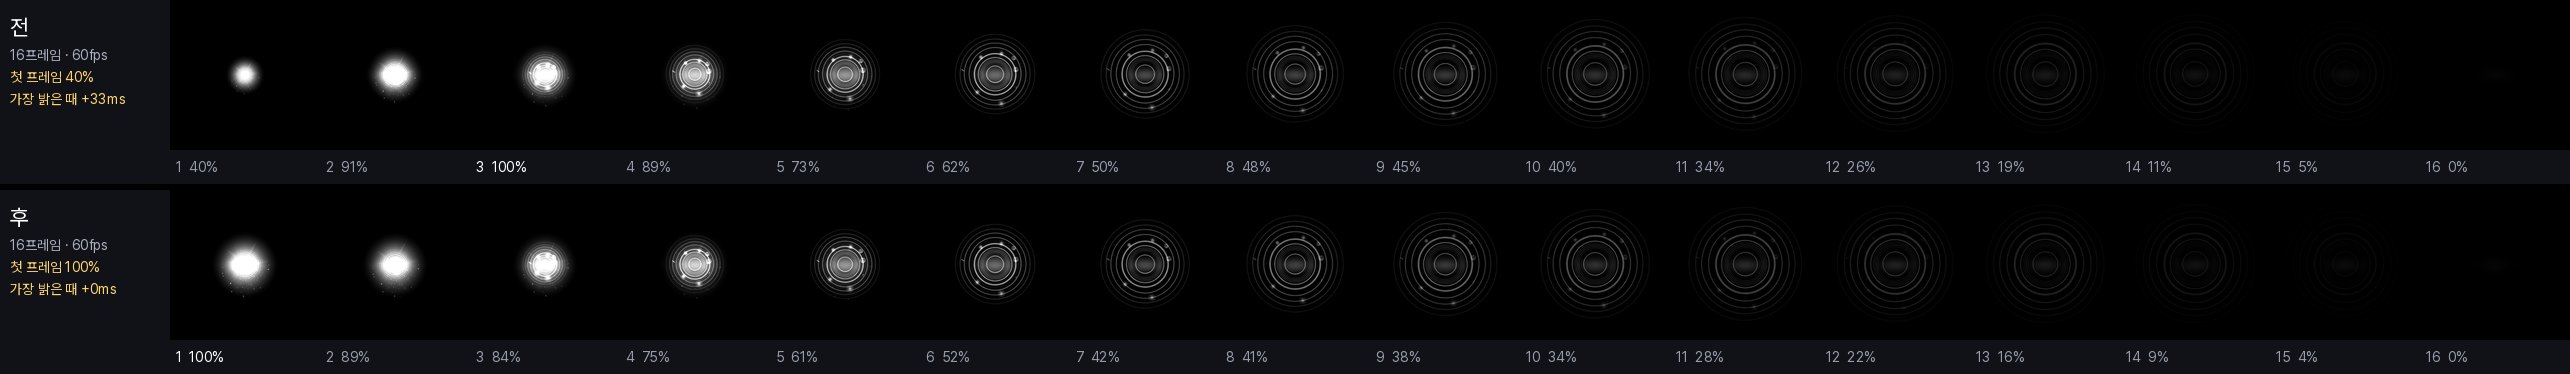 전
16프레임 · 60fps
첫 프레임 40%
가장 밝은 때 +33ms
1 40% 2 91% 3 100% 4 89% 5 73% 6 62% 7 50% 8 48% 9 45% 10 40% 11 34% 12 26% 13 19% 14 11% 15 5% 16 0%
후
16프레임 · 60fps
첫 프레임 100%
가장 밝은 때 +0ms
1 100% 2 89% 3 84% 4 75% 5 61% 6 52% 7 42% 8 41% 9 38% 10 34% 11 28% 12 22% 13 16% 14 9% 15 4% 16 0%